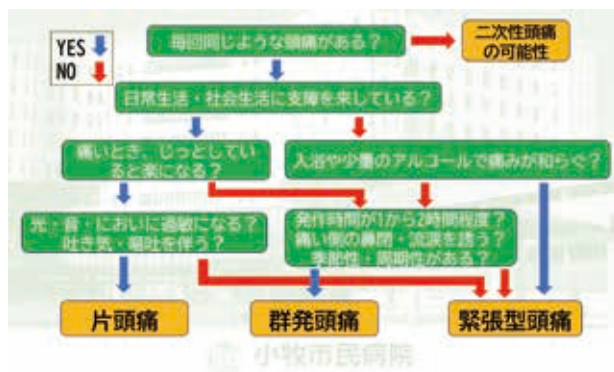 YES
NO
毎回同じような頭痛がある？
二次性頭痛
の可能性
日常生活・社会生活に支障を来している？
痛いとき、じっとしてい
ると楽になる？
入浴や少量のアルコールで痛みが和らぐ？
光・音・においに過敏になる？
吐き気・嘔吐を伴う？
発作時間が1から2時間程度？
痛い側の鼻閉・流涙を誘う？
季節性・周期性がある？
片頭痛
群発頭痛
緊張型頭痛
小牧市民病院